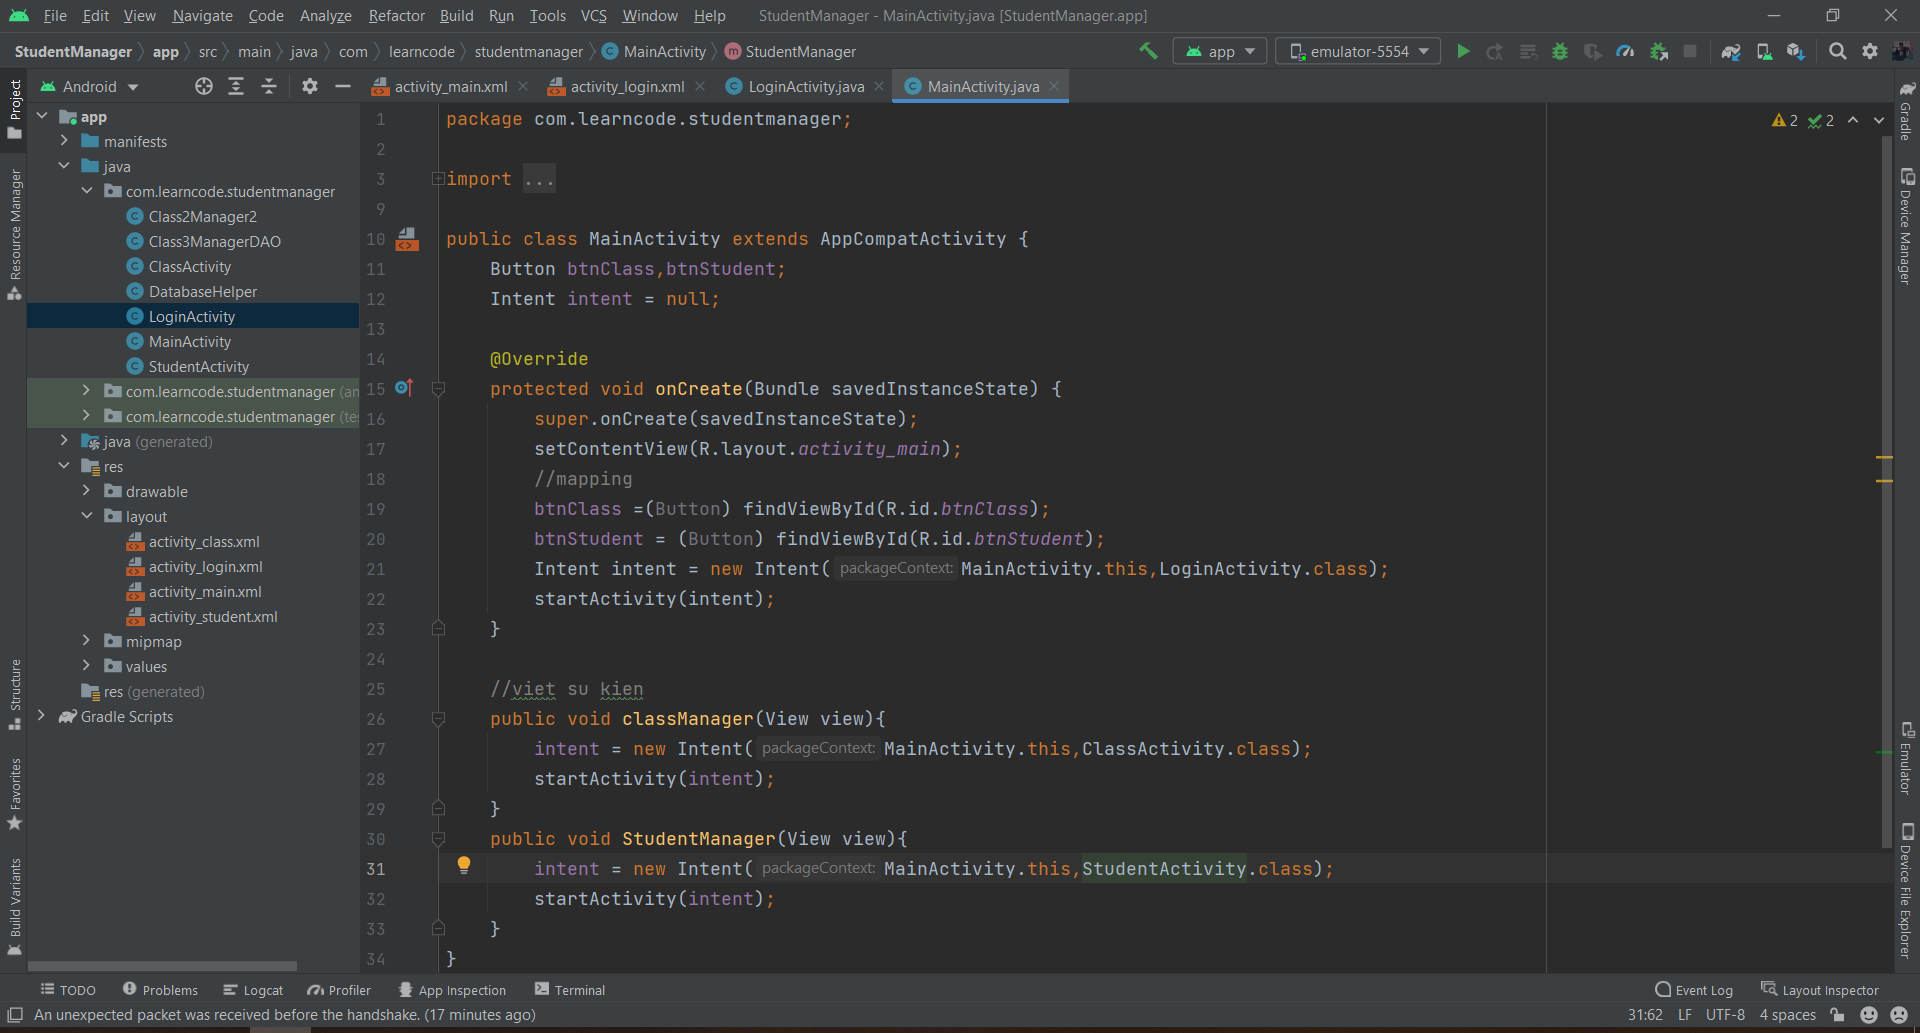 File Edit View Navigate Code Analyze Refactor Build Run Tools VCS Window Help StudentManager - MainActivity.java [StudentManager.app]
StudentManager app src main java com learncode studentmanager MainActivity StudentManager app emulator-5554
Android activity_main.xml activity_login.xml LoginActivity.java MainActivity.java
Project
Resource Manager
Structure
Favorites
Build Variants
app
manifests
java
com.learncode.studentmanager
Class2Manager2
Class3ManagerDAO
ClassActivity
DatabaseHelper
LoginActivity
MainActivity
StudentActivity
com.learncode.studentmanager (an
com.learncode.studentmanager (te
java (generated)
res
drawable
layout
activity_class.xml
activity_login.xml
activity_main.xml
activity_student.xml
mipmap
values
res (generated)
Gradle Scripts
1 package com.learncode.studentmanager;
2
3 import ...
9
10 public class MainActivity extends AppCompatActivity {
11 Button btnClass,btnStudent;
12 Intent intent = null;
13
14 @Override
15 protected void onCreate(Bundle savedInstanceState) {
16 super.onCreate(savedInstanceState);
17 setContentView(R.layout.activity_main);
18 //mapping
19 btnClass =(Button) findViewById(R.id.btnClass);
20 btnStudent = (Button) findViewById(R.id.btnStudent);
21 Intent intent = new Intent( packageContext: MainActivity.this,LoginActivity.class);
22 startActivity(intent);
23 }
24
25 //viet su kien
26 public void classManager(View view){
27 intent = new Intent( packageContext: MainActivity.this,ClassActivity.class);
28 startActivity(intent);
29 }
30 public void StudentManager(View view){
31 intent = new Intent( packageContext: MainActivity.this,StudentActivity.class);
32 startActivity(intent);
33 }
34 }
2 2
Gradle
Device Manager
Emulator
Device File Explorer
TODO Problems Logcat Profiler App Inspection Terminal Event Log Layout Inspector
An unexpected packet was received before the handshake. (17 minutes ago) 31:62 LF UTF-8 4 spaces